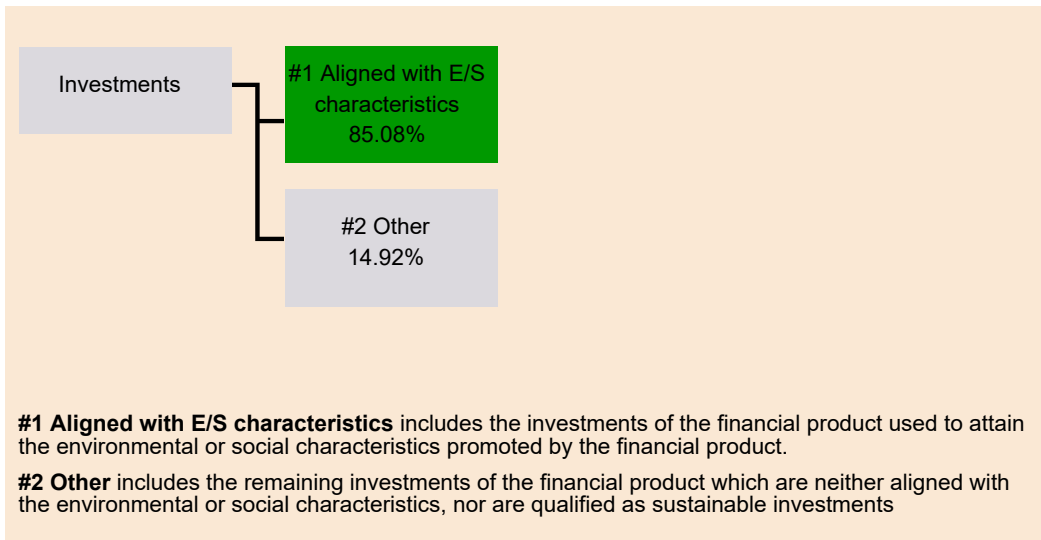 Investments
#1 Aligned with E/S
characteristics
85.08%
#2 Other
14.92%
#1 Aligned with E/S characteristics includes the investments of the financial product used to attain
the environmental or social characteristics promoted by the financial product.
#2 Other includes the remaining investments of the financial product which are neither aligned with
the environmental or social characteristics, nor are qualified as sustainable investments